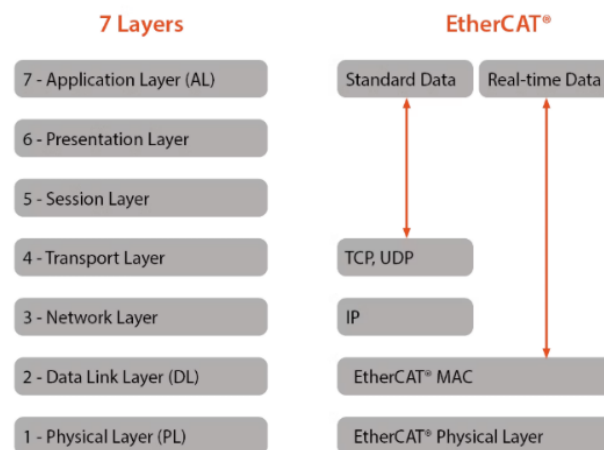 7 Layers
EtherCAT®
7 - Application Layer (AL)
Standard Data
Real-time Data
6 - Presentation Layer
5 - Session Layer
4 - Transport Layer
TCP, UDP
3 - Network Layer
IP
2 - Data Link Layer (DL)
EtherCAT® MAC
1 - Physical Layer (PL)
EtherCAT® Physical Layer